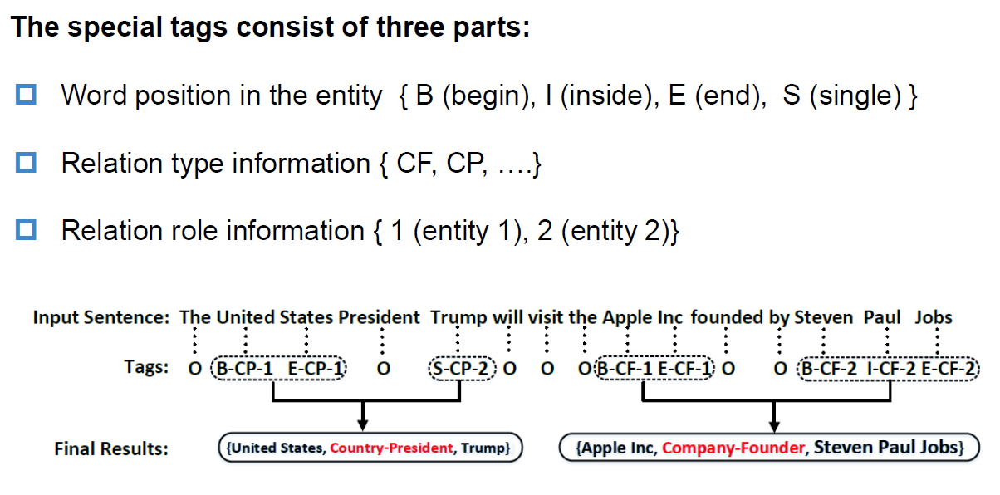 The special tags consist of three parts:
Word position in the entity { B (begin), I (inside), E (end), S (single) }
Relation type information { CF, CP, ....}
Relation role information { 1 (entity 1), 2 (entity 2)}
Input Sentence: The United States President Trump will visit the Apple Inc founded by Steven Paul Jobs
Tags: O B-CP-1 E-CP-1 O S-CP-2 O O O B-CF-1 E-CF-1 O O B-CF-2 I-CF-2 E-CF-2
Final Results: {United States, Country-President, Trump} {Apple Inc, Company-Founder, Steven Paul Jobs}